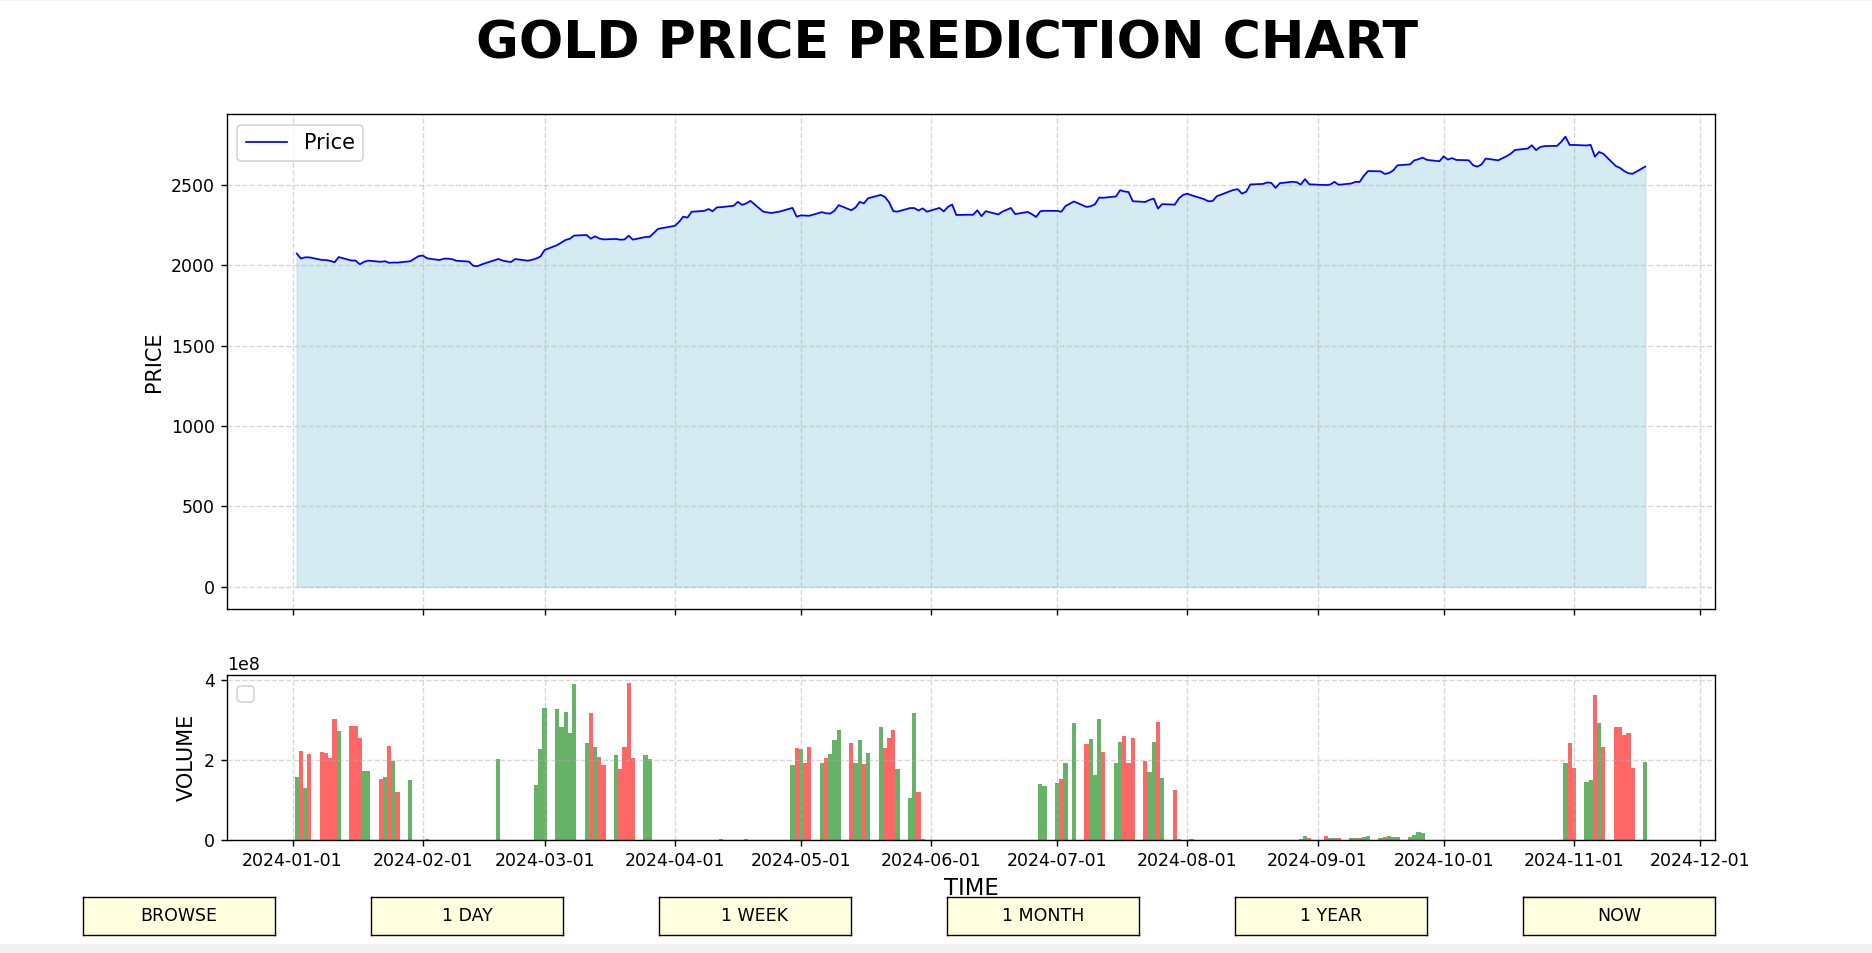 GOLD PRICE PREDICTION CHART
Price
PRICE
2500
2000
1500
1000
500
0
1e8
VOLUME
4
2
0
2024-01-01 2024-02-01 2024-03-01 2024-04-01 2024-05-01 2024-06-01 2024-07-01 2024-08-01 2024-09-01 2024-10-01 2024-11-01 2024-12-01
TIME
BROWSE 1 DAY 1 WEEK 1 MONTH 1 YEAR NOW